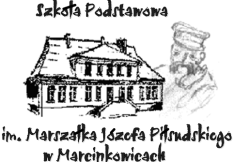 Szkoła Podstawowa
im. Marszałka Józefa Piłsudskiego
w Marcinkowicach